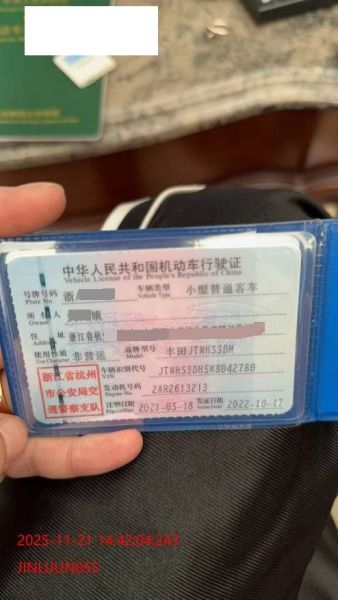 中华人民共和国机动车行驶证
Vehicle License of the People's Republic of China
号牌号码 浙 车辆类型 小型普通客车
Plate No. Vehicle Type
所有人 娥
Owner
住址 浙江省杭
Address
使用性质 非营运 品牌型号 丰田JTNHS3DH
Use Character Model
浙江省杭州
市公安局交
通警察支队
车辆识别代号 JTNHS3DH5N8042780
VIN
发动机号码 2AR2613213
Engine No.
注册日期 2021-05-18 发证日期 2022-10-17
Register Date Issue Date
2025-11-21 14:42:04:243
JINLUUN05S